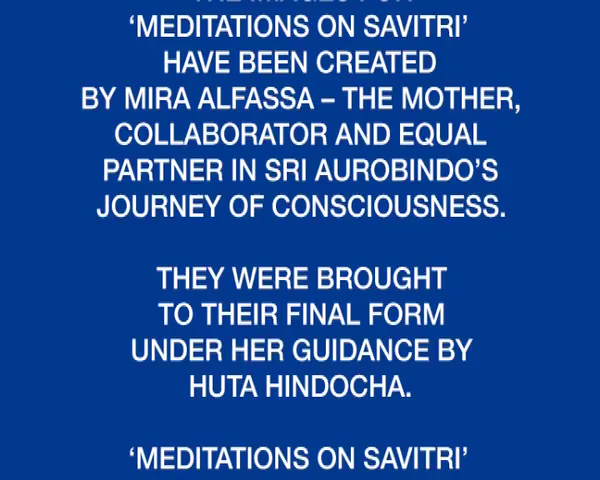 ‘MEDITATIONS ON SAVITRI’
HAVE BEEN CREATED
BY MIRA ALFASSA – THE MOTHER,
COLLABORATOR AND EQUAL
PARTNER IN SRI AUROBINDO’S
JOURNEY OF CONSCIOUSNESS.
THEY WERE BROUGHT
TO THEIR FINAL FORM
UNDER HER GUIDANCE BY
HUTA HINDOCHA.
‘MEDITATIONS ON SAVITRI’